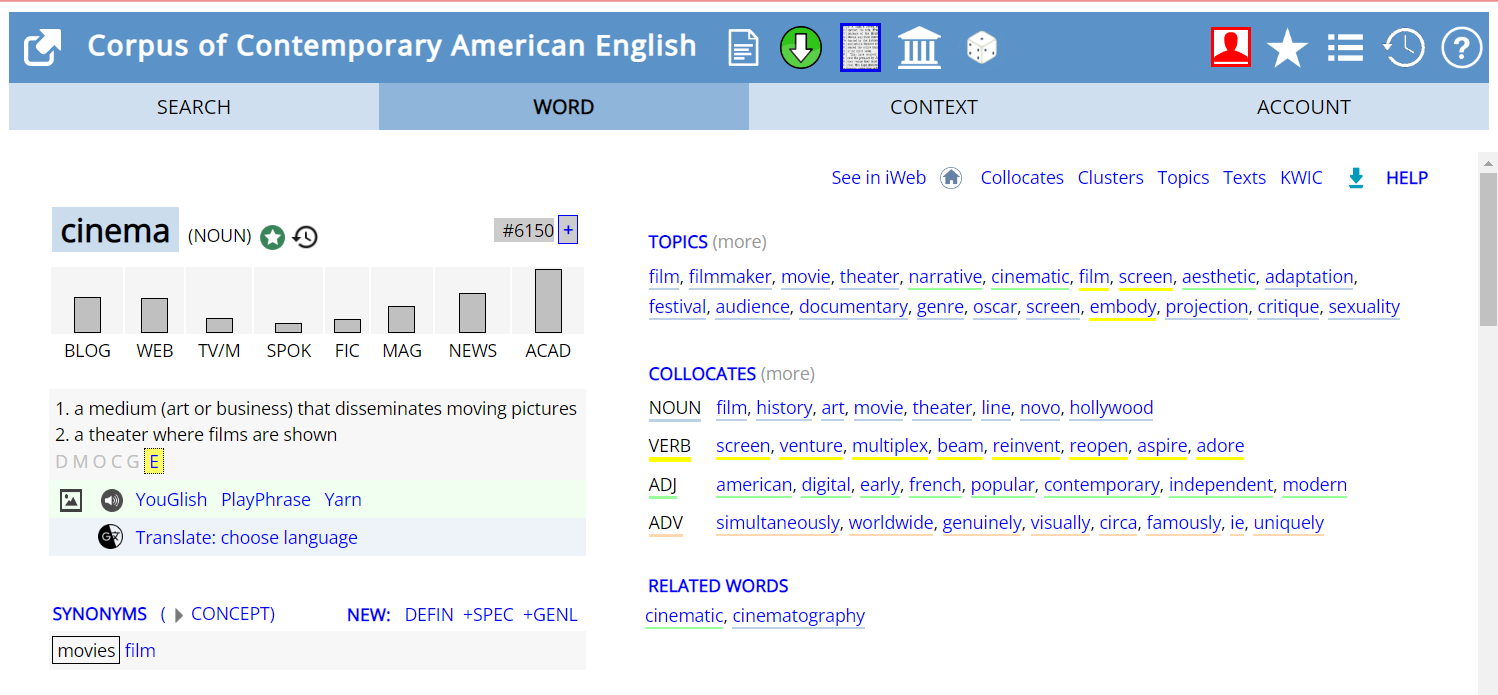 Corpus of Contemporary American English
SEARCH WORD CONTEXT ACCOUNT
See in iWeb Collocates Clusters Topics Texts KWIC HELP
cinema (NOUN) #6150 +
BLOG WEB TV/M SPOK FIC MAG NEWS ACAD
1. a medium (art or business) that disseminates moving pictures
2. a theater where films are shown
D M O C G E
YouGlish PlayPhrase Yarn
Translate: choose language
SYNONYMS ( CONCEPT) NEW: DEFIN +SPEC +GENL
movies film
TOPICS (more)
film, filmmaker, movie, theater, narrative, cinematic, film, screen, aesthetic, adaptation,
festival, audience, documentary, genre, oscar, screen, embody, projection, critique, sexuality
COLLOCATES (more)
NOUN film, history, art, movie, theater, line, novo, hollywood
VERB screen, venture, multiplex, beam, reinvent, reopen, aspire, adore
ADJ american, digital, early, french, popular, contemporary, independent, modern
ADV simultaneously, worldwide, genuinely, visually, circa, famously, ie, uniquely
RELATED WORDS
cinematic, cinematography